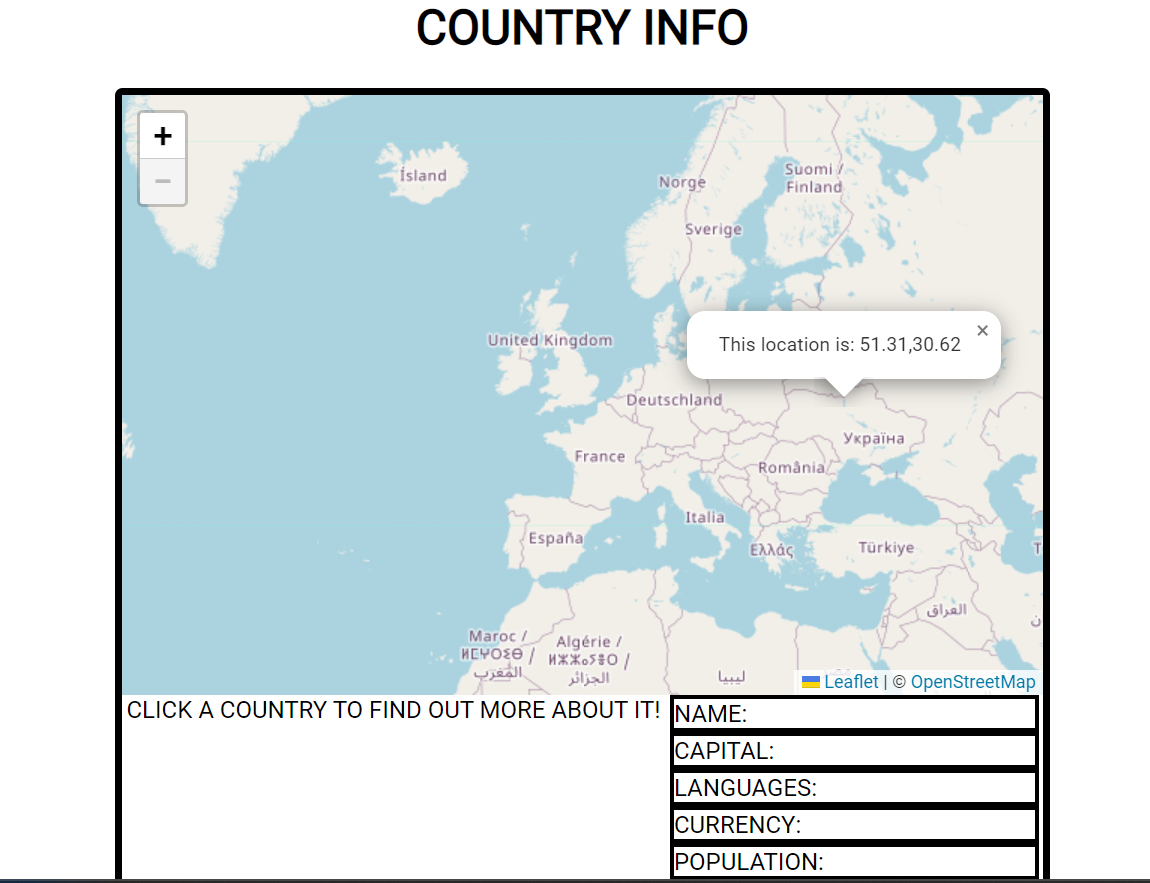 COUNTRY INFO
+
−
Ísland
Norge
Suomi /
Finland
Sverige
United Kingdom
This location is: 51.31,30.62
×
Deutschland
Україна
France
România
Italia
España
Ελλάς
Türkiye
العراق
Maroc /
ⵍⵎⵖⵔⵉⴱ /
المغرب
Algérie /
ⵍⵣⵣⴰⵢⴻⵔ /
الجزائر
ليبيا
Leaflet | © OpenStreetMap
CLICK A COUNTRY TO FIND OUT MORE ABOUT IT!
NAME:
CAPITAL:
LANGUAGES:
CURRENCY:
POPULATION: